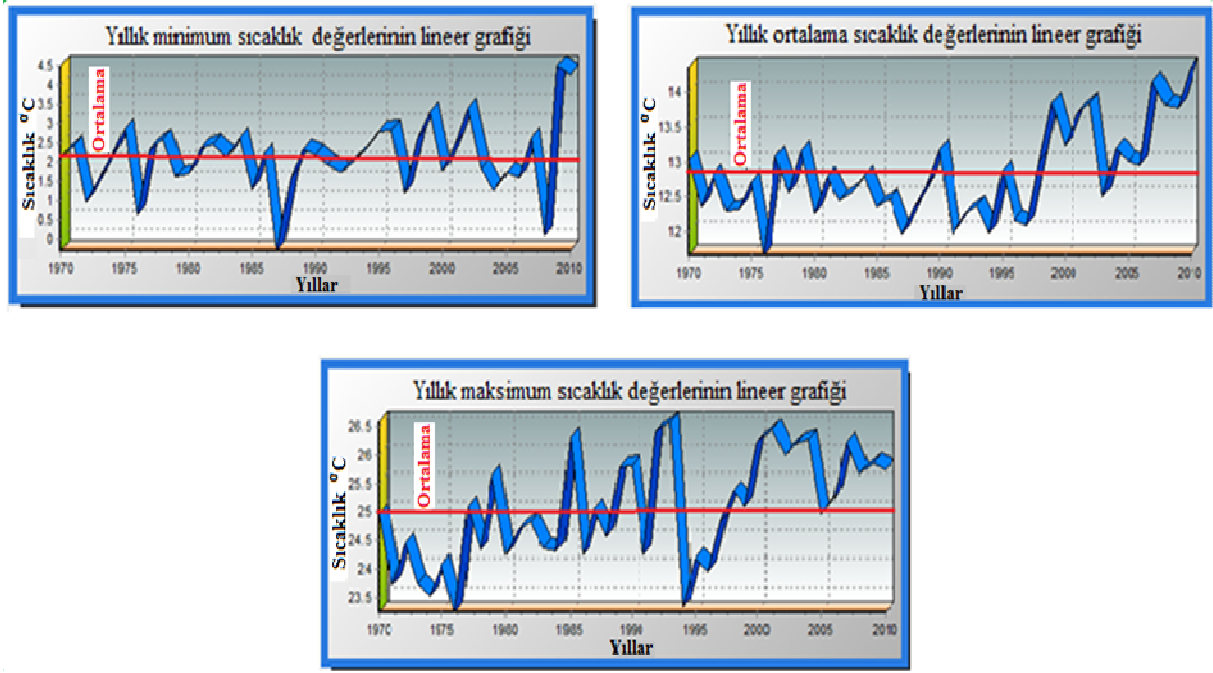 Yıllık minimum sıcaklık değerlerinin lineer grafiği
Sıcaklık °C
Ortalama
4.5
4
3.5
3
2.5
2
1.5
1
0.5
0
1970 1975 1980 1985 1990 1995 2000 2005 2010
Yıllar
Yıllık ortalama sıcaklık değerlerinin lineer grafiği
Sıcaklık °C
Ortalama
14
13.5
13
12.5
12
1970 1975 1980 1985 1990 1995 2000 2005 2010
Yıllar
Yıllık maksimum sıcaklık değerlerinin lineer grafiği
Sıcaklık °C
Ortalama
26.5
26
25.5
25
24.5
24
23.5
1970 1975 1980 1985 1994 1995 2000 2005 2010
Yıllar